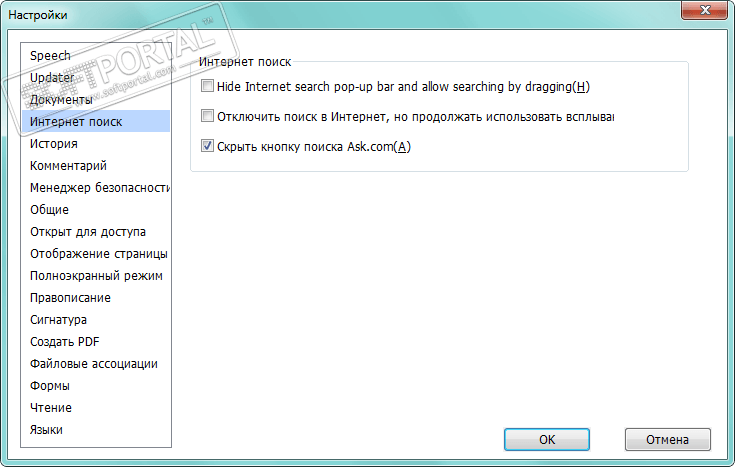 Настройки
SOFTPORTAL™
www.softportal.com
Speech
Updater
Документы
Интернет поиск
История
Комментарий
Менеджер безопасности
Общие
Открыт для доступа
Отображение страницы
Полноэкранный режим
Правописание
Сигнатура
Создать PDF
Файловые ассоциации
Формы
Чтение
Языки
Интернет поиск
Hide Internet search pop-up bar and allow searching by dragging(H)
Отключить поиск в Интернет, но продолжать использовать всплыван
Скрыть кнопку поиска Ask.com(A)
OK
Отмена